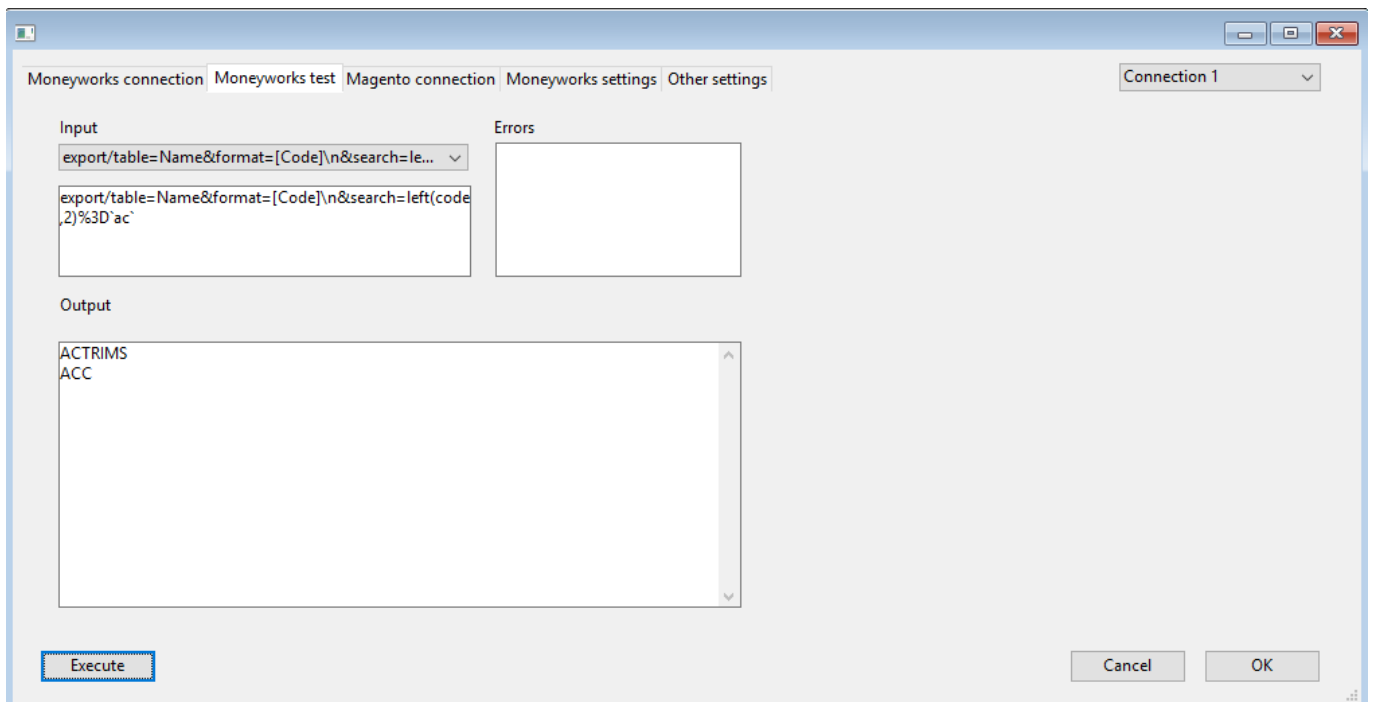 Moneyworks connection Moneyworks test Magento connection Moneyworks settings Other settings Connection 1
Input
Errors
export/table=Name&format=[Code]\n&search=le...
export/table=Name&format=[Code]\n&search=left(code
,2)%3D`ac`
Output
ACTRIMS
ACC
Execute
Cancel
OK